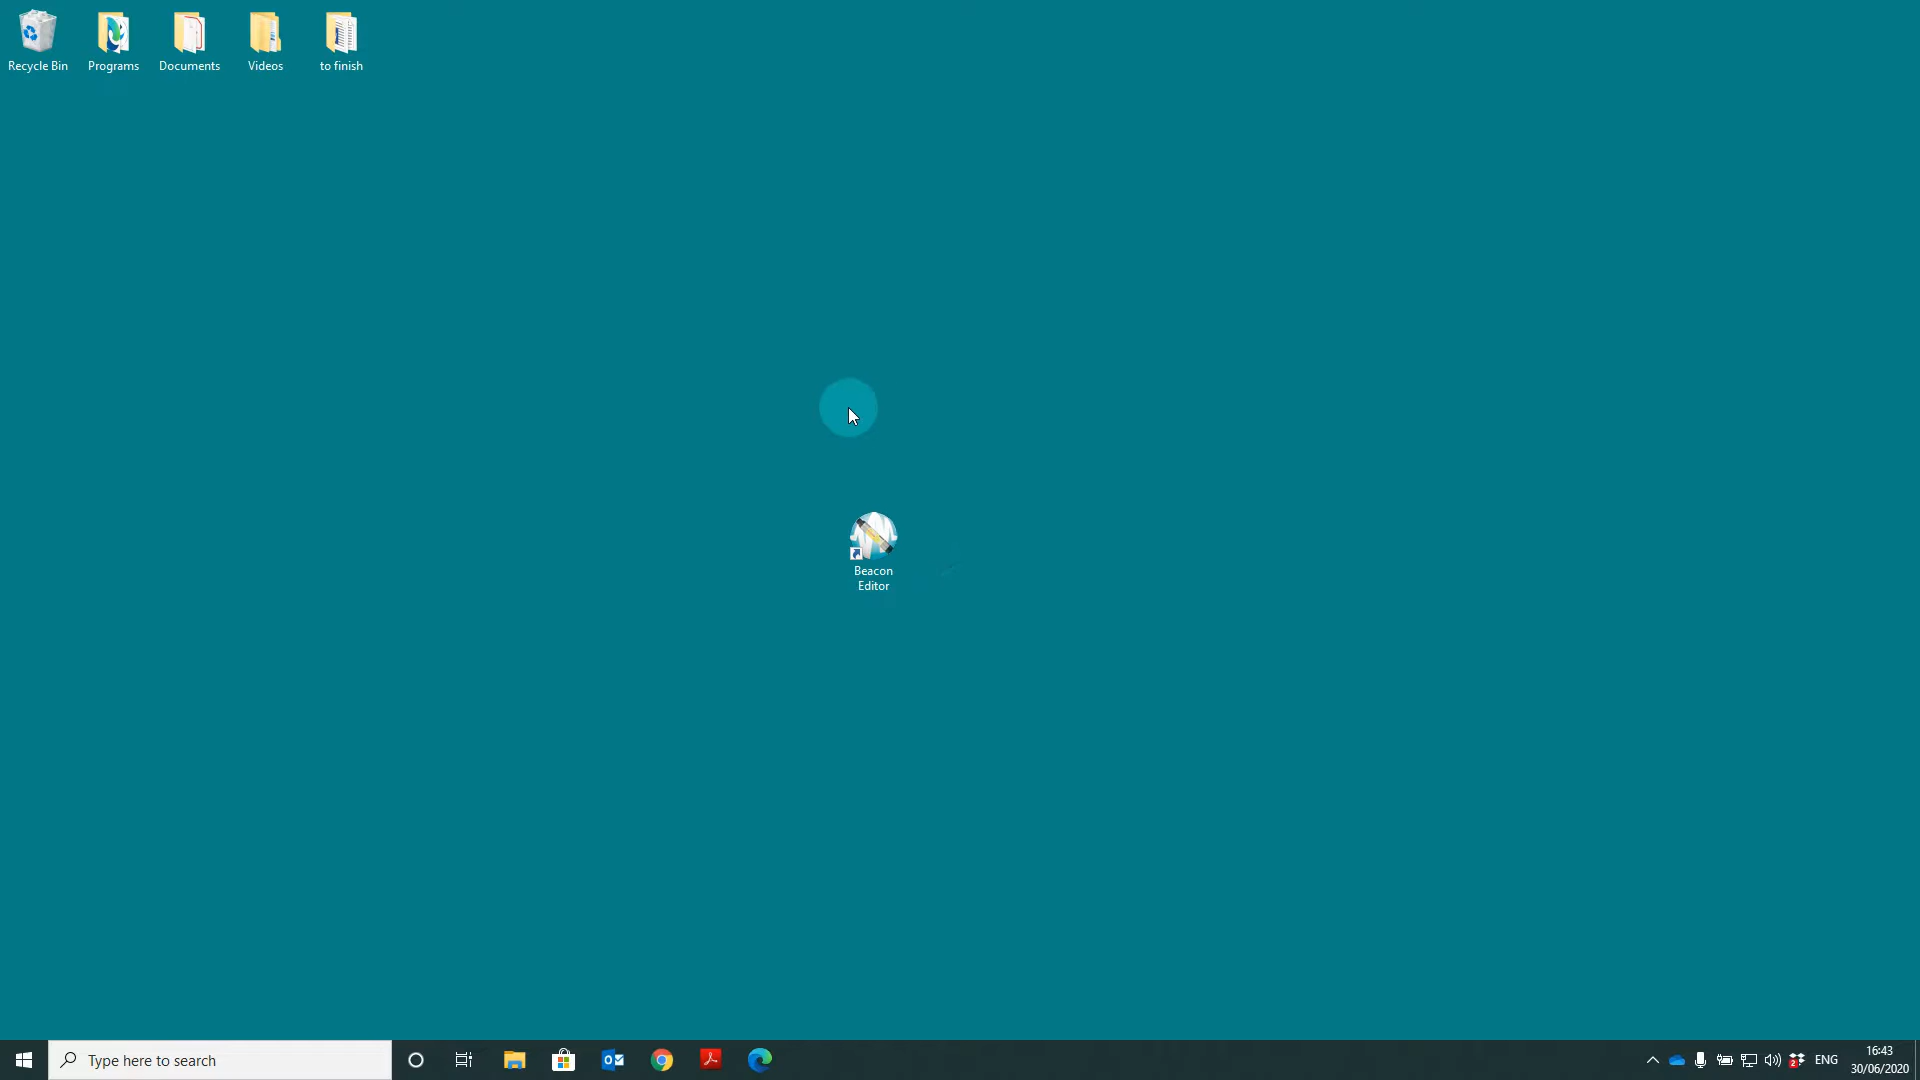 Recycle Bin
Programs
Documents
Videos
to finish
Beacon
Editor
Type here to search
ENG
16:43
30/06/2020